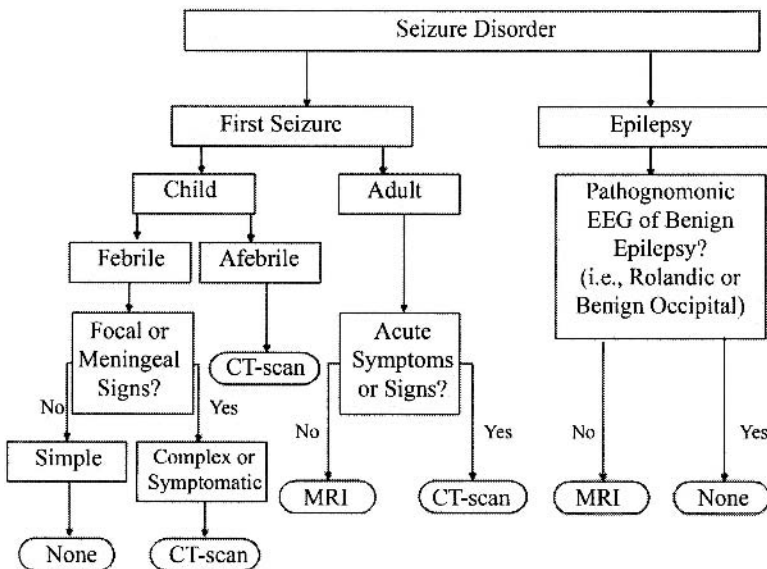 Seizure Disorder
First Seizure
Epilepsy
Child
Adult
Pathognomonic
EEG of Benign
Epilepsy?
(i.e., Rolandic or
Benign Occipital)
Febrile
Afebrile
Focal or
Meningeal
Signs?
CT-scan
Acute
Symptoms
or Signs?
No
Yes
No
Yes
No
Yes
Simple
Complex or
Symptomatic
MRI
CT-scan
MRI
None
None
CT-scan